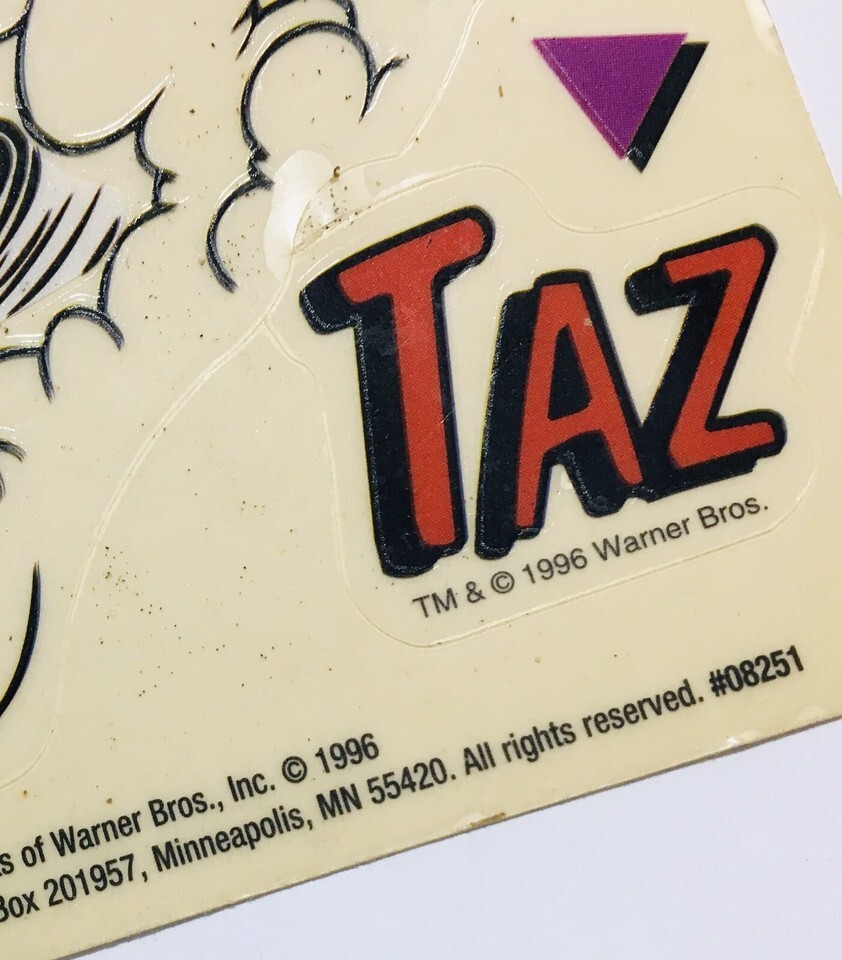 TAZ
TM & © 1996 Warner Bros.
of Warner Bros., Inc. © 1996
Box 201957, Minneapolis, MN 55420. All rights reserved. #08251